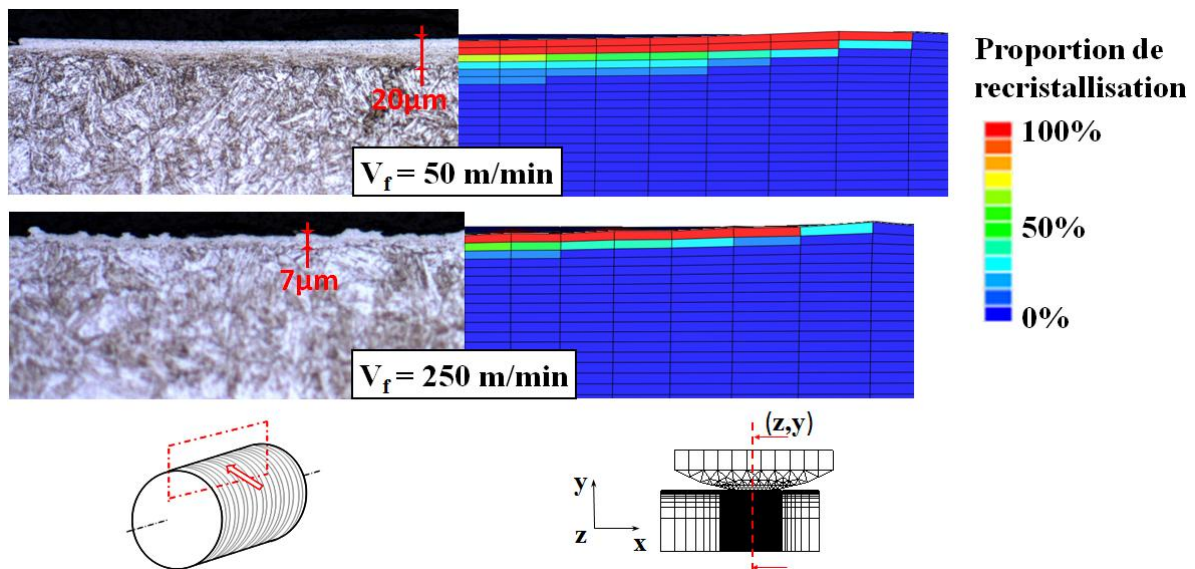 20µm
V_f = 50 m/min
Proportion de
recristallisation
100%
50%
0%
7µm
V_f = 250 m/min
(z,y)
y
z
x